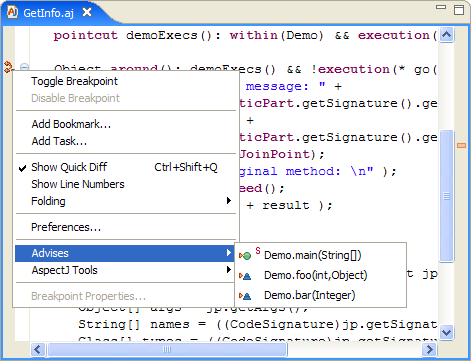 GetInfo.aj
pointcut demoExecs(): within(Demo) && execution(
Object around(): demoExecs() && !execution(* go(
Toggle Breakpoint
message: " +
Disable Breakpoint
ticPart.getSignature().ge
+
Add Bookmark...
ticPart.getSignature().ge
Add Task...
JoinPoint);
Show Quick Diff Ctrl+Shift+Q
ginal method: \n" );
Show Line Numbers
sed();
Folding
+ result );
Preferences...
Advises
S Demo.main(String[])
AspectJ Tools
t jp
Demo.foo(int,Object)
Breakpoint Properties...
Demo.bar(Integer)
Object[] args = jp.getArgs();
String[] names = ((CodeSignature)jp.getSignat
Class[] types = ((CodeSignature)jp.getSignatu